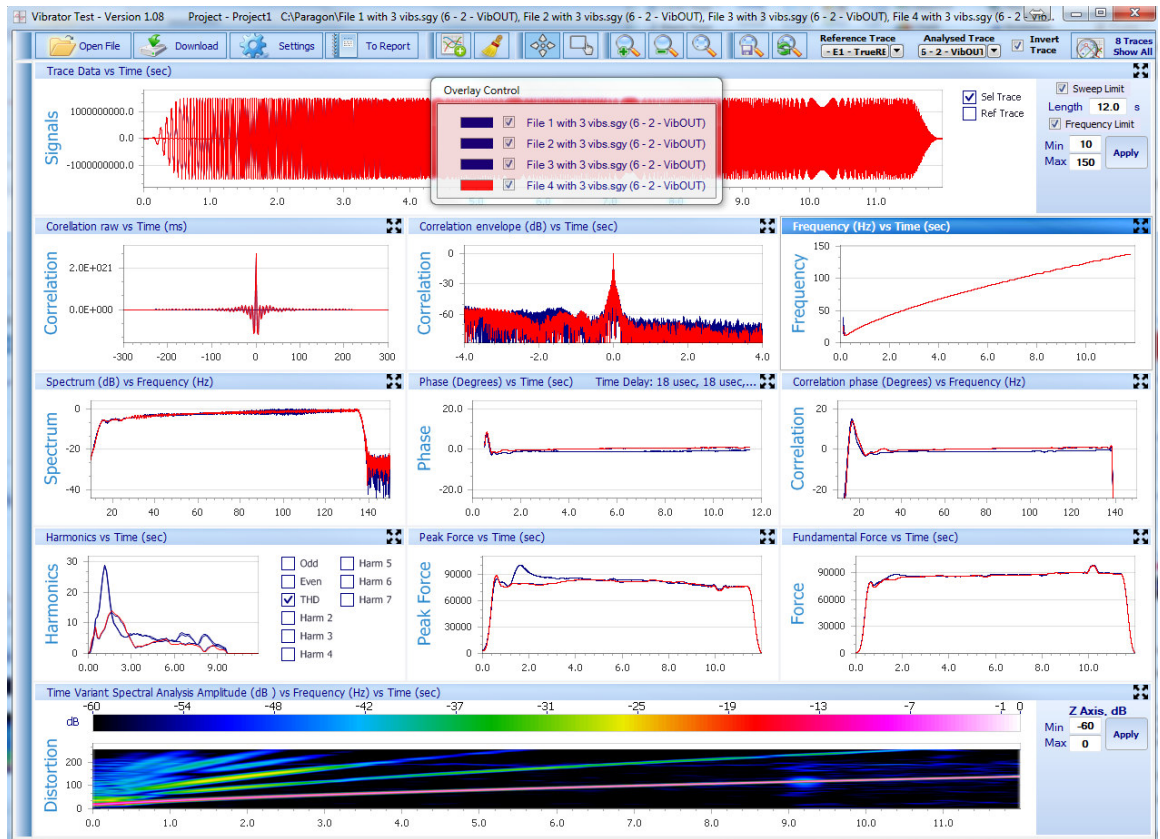 Vibrator Test - Version 1.08 Project - Project1 C:\Paragon\File 1 with 3 vibs.sgy (6 - 2 - VibOUT), File 2 with 3 vibs.sgy (6 - 2 - VibOUT), File 3 with 3 vibs.sgy (6 - 2 - VibOUT), File 4 with 3 vibs.sgy (6 - 2 - Vib...
Open File Download Settings To Report
Reference Trace Analysed Trace Invert Trace 8 Traces Show All
- E1 - TrueRE 6 - 2 - VibOUT
Trace Data vs Time (sec)
Signals
1000000000.0
0.0
-1000000000.0
0.0 1.0 2.0 3.0 4.0 5.0 6.0 7.0 8.0 9.0 10.0 11.0
Overlay Control
File 1 with 3 vibs.sgy (6 - 2 - VibOUT)
File 2 with 3 vibs.sgy (6 - 2 - VibOUT)
File 3 with 3 vibs.sgy (6 - 2 - VibOUT)
File 4 with 3 vibs.sgy (6 - 2 - VibOUT)
Sel Trace
Ref Trace
Sweep Limit
Length 12.0 s
Frequency Limit
Min 10
Max 150
Apply
Corellation raw vs Time (ms)
Correlation
2.0E+021
0.0E+000
-300 -200 -100 0 100 200 300
Correlation envelope (dB) vs Time (sec)
Correlation
0
-30
-60
-4.0 -2.0 0.0 2.0 4.0
Frequency (Hz) vs Time (sec)
Frequency
150
100
50
0
0.0 2.0 4.0 6.0 8.0 10.0
Spectrum (dB) vs Frequency (Hz)
Spectrum
0
-20
-40
20 40 60 80 100 120 140
Phase (Degrees) vs Time (sec) Time Delay: 18 usec, 18 usec,...
Phase
20.0
0.0
-20.0
0.0 2.0 4.0 6.0 8.0 10.0 12.0
Correlation phase (Degrees) vs Frequency (Hz)
Correlation
20
0
-20
20 40 60 80 100 120 140
Harmonics vs Time (sec)
Harmonics
30
20
10
0
0.00 3.00 6.00 9.00
Odd
Even
THD
Harm 2
Harm 3
Harm 4
Harm 5
Harm 6
Harm 7
Peak Force vs Time (sec)
Peak Force
90000
60000
30000
0
0.0 2.0 4.0 6.0 8.0 10.0
Fundamental Force vs Time (sec)
Force
90000
60000
30000
0
0.0 2.0 4.0 6.0 8.0 10.0
Time Variant Spectral Analysis Amplitude (dB ) vs Frequency (Hz) vs Time (sec)
-60 -54 -48 -42 -37 -31 -25 -19 -13 -7 -1 0
dB
Distortion
200
100
0
0.0 1.0 2.0 3.0 4.0 5.0 6.0 7.0 8.0 9.0 10.0 11.0
Z Axis, dB
Min -60
Max 0
Apply